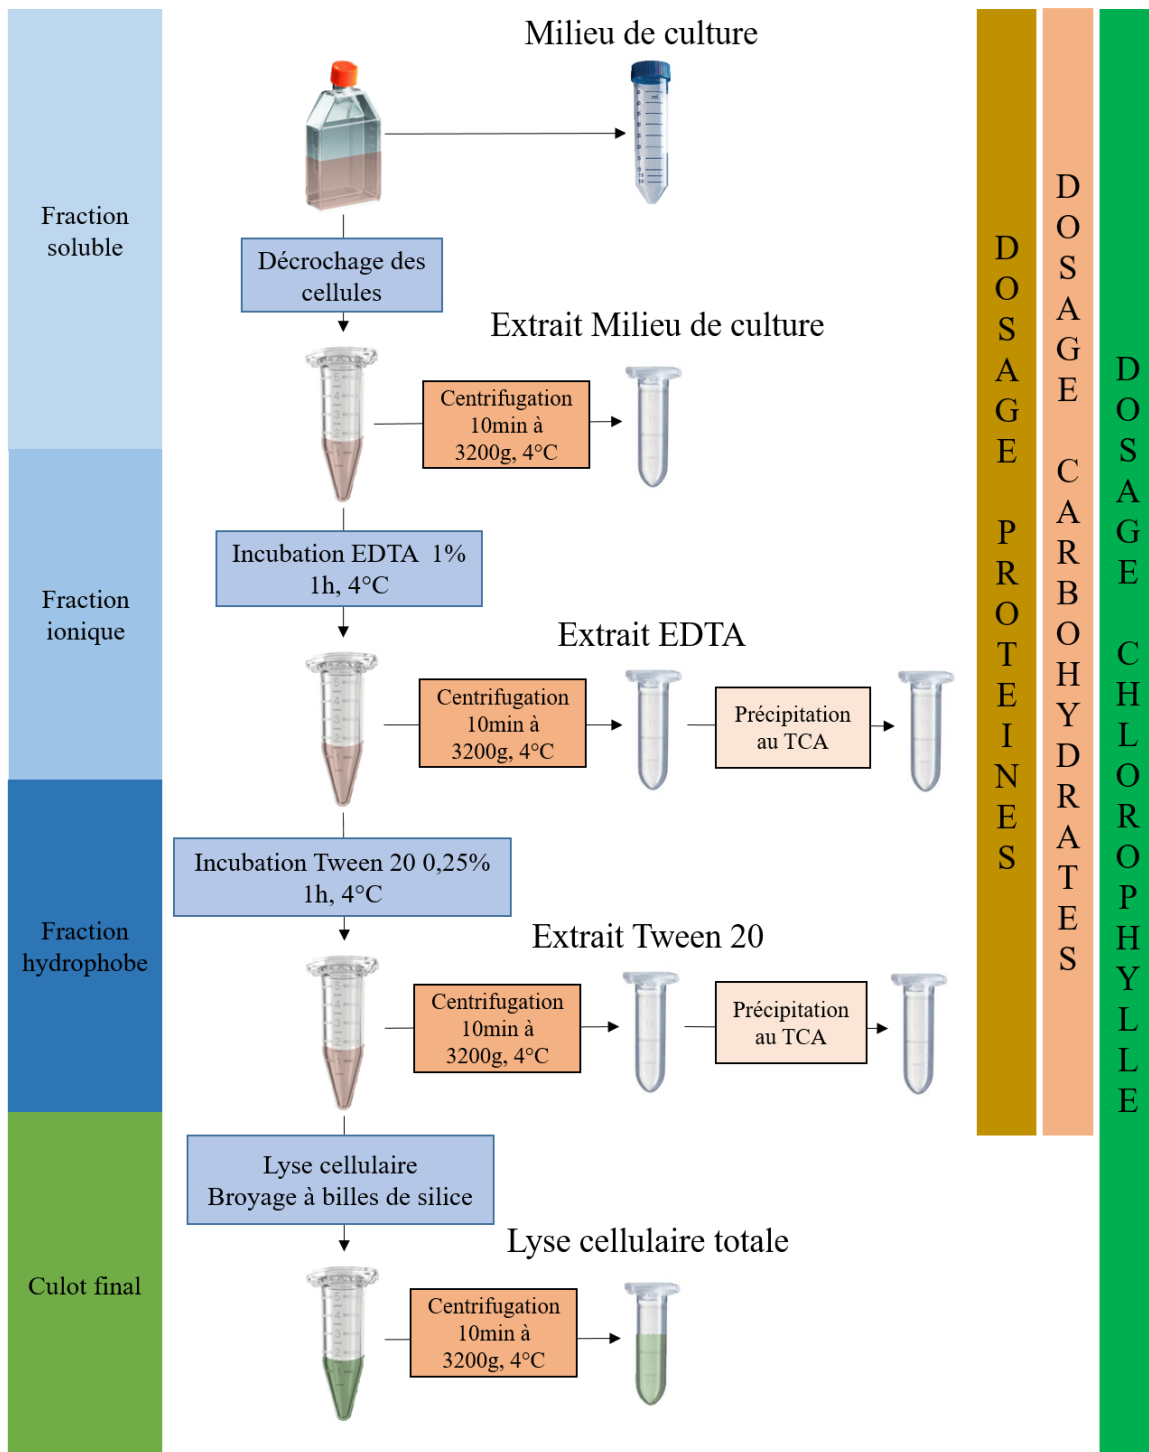 Milieu de culture
Fraction
soluble
Décrochage des
cellules
Extrait Milieu de culture
Centrifugation
10min à
3200g, 4°C
Fraction
ionique
Incubation EDTA 1%
1h, 4°C
Extrait EDTA
Centrifugation
10min à
3200g, 4°C
Précipitation
au TCA
Fraction
hydrophobe
Incubation Tween 20 0,25%
1h, 4°C
Extrait Tween 20
Centrifugation
10min à
3200g, 4°C
Précipitation
au TCA
Culot final
Lyse cellulaire
Broyage à billes de silice
Lyse cellulaire totale
Centrifugation
10min à
3200g, 4°C
DOSAGE PROTEINES
DOSAGE CARBOHYDRATES
DOSAGE CHLOROPHYLLE